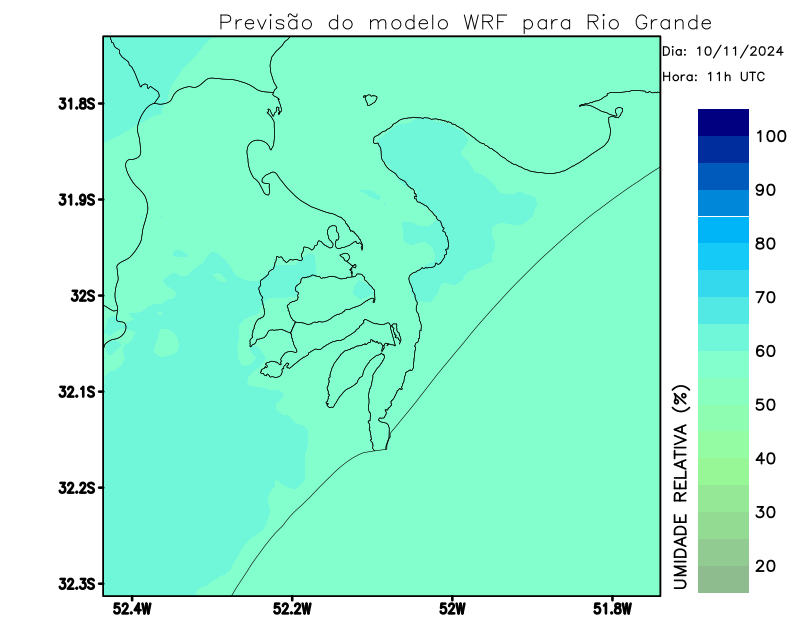 Previsão do modelo WRF para Rio Grande
Dia: 10/11/2024
Hora: 11h UTC
31.8S
31.9S
32S
32.1S
32.2S
32.3S
52.4W
52.2W
52W
51.8W
UMIDADE RELATIVA (%)
100
90
80
70
60
50
40
30
20